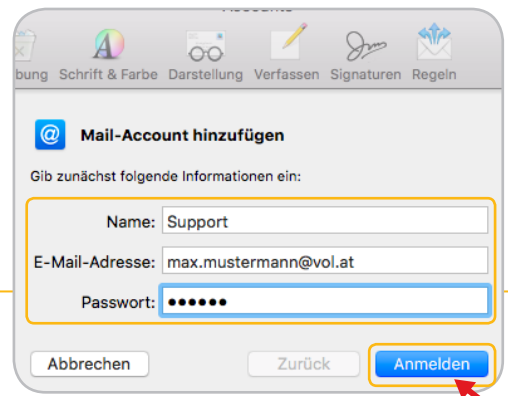 Schrift & Farbe Darstellung Verfassen Signaturen Regeln
@ Mail-Account hinzufügen
Gib zunächst folgende Informationen ein:
Name: Support
E-Mail-Adresse: max.mustermann@vol.at
Passwort: ••••••
Abbrechen Zurück Anmelden